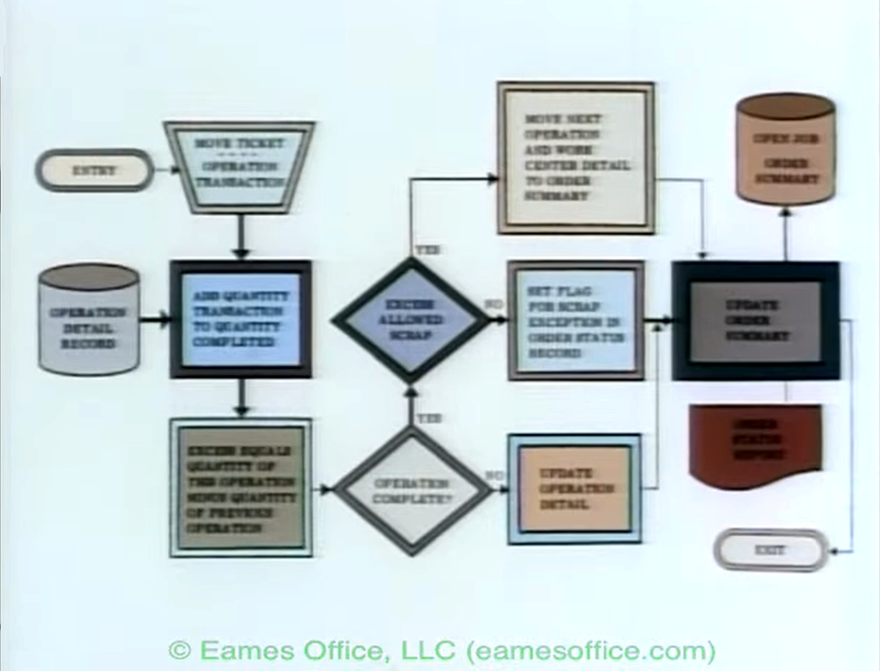 ENTRY
MOVE TICKET
OPERATION
TRANSACTION
OPERATION
DETAIL
RECORD
ADD QUANTITY
TRANSACTION
TO QUANTITY
COMPLETED
EXCESS EQUALS
QUANTITY OF
THIS OPERATION
MINUS QUANTITY
OF PREVIOUS
OPERATION
OPERATION
COMPLETE?
YES
NO
EXCESS
ALLOWED
SCRAP
YES
NO
MOVE NEXT
OPERATION
AND WORK
CENTER DETAIL
TO ORDER
SUMMARY
SET FLAG
FOR SCRAP
EXCEPTION IN
ORDER STATUS
RECORD
UPDATE
OPERATION
DETAIL
UPDATE
ORDER
SUMMARY
OPEN JOB
ORDER
SUMMARY
ORDER
STATUS
REPORT
EXIT
© Eames Office, LLC (eamesoffice.com)